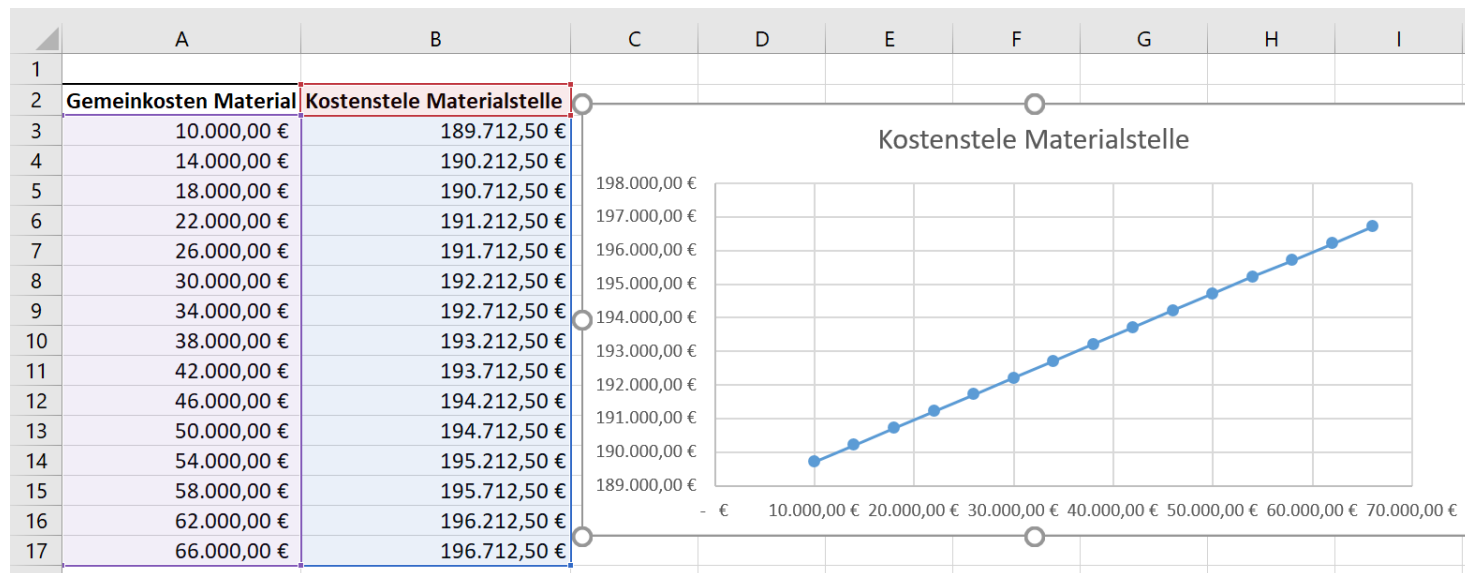 A B C D E F G H I
1
2 Gemeinkosten Material Kostenstele Materialstelle
3 10.000,00 € 189.712,50 €
4 14.000,00 € 190.212,50 €
5 18.000,00 € 190.712,50 €
6 22.000,00 € 191.212,50 €
7 26.000,00 € 191.712,50 €
8 30.000,00 € 192.212,50 €
9 34.000,00 € 192.712,50 €
10 38.000,00 € 193.212,50 €
11 42.000,00 € 193.712,50 €
12 46.000,00 € 194.212,50 €
13 50.000,00 € 194.712,50 €
14 54.000,00 € 195.212,50 €
15 58.000,00 € 195.712,50 €
16 62.000,00 € 196.212,50 €
17 66.000,00 € 196.712,50 €
Kostenstele Materialstelle
198.000,00 €
197.000,00 €
196.000,00 €
195.000,00 €
194.000,00 €
193.000,00 €
192.000,00 €
191.000,00 €
190.000,00 €
189.000,00 €
- € 10.000,00 € 20.000,00 € 30.000,00 € 40.000,00 € 50.000,00 € 60.000,00 € 70.000,00 €